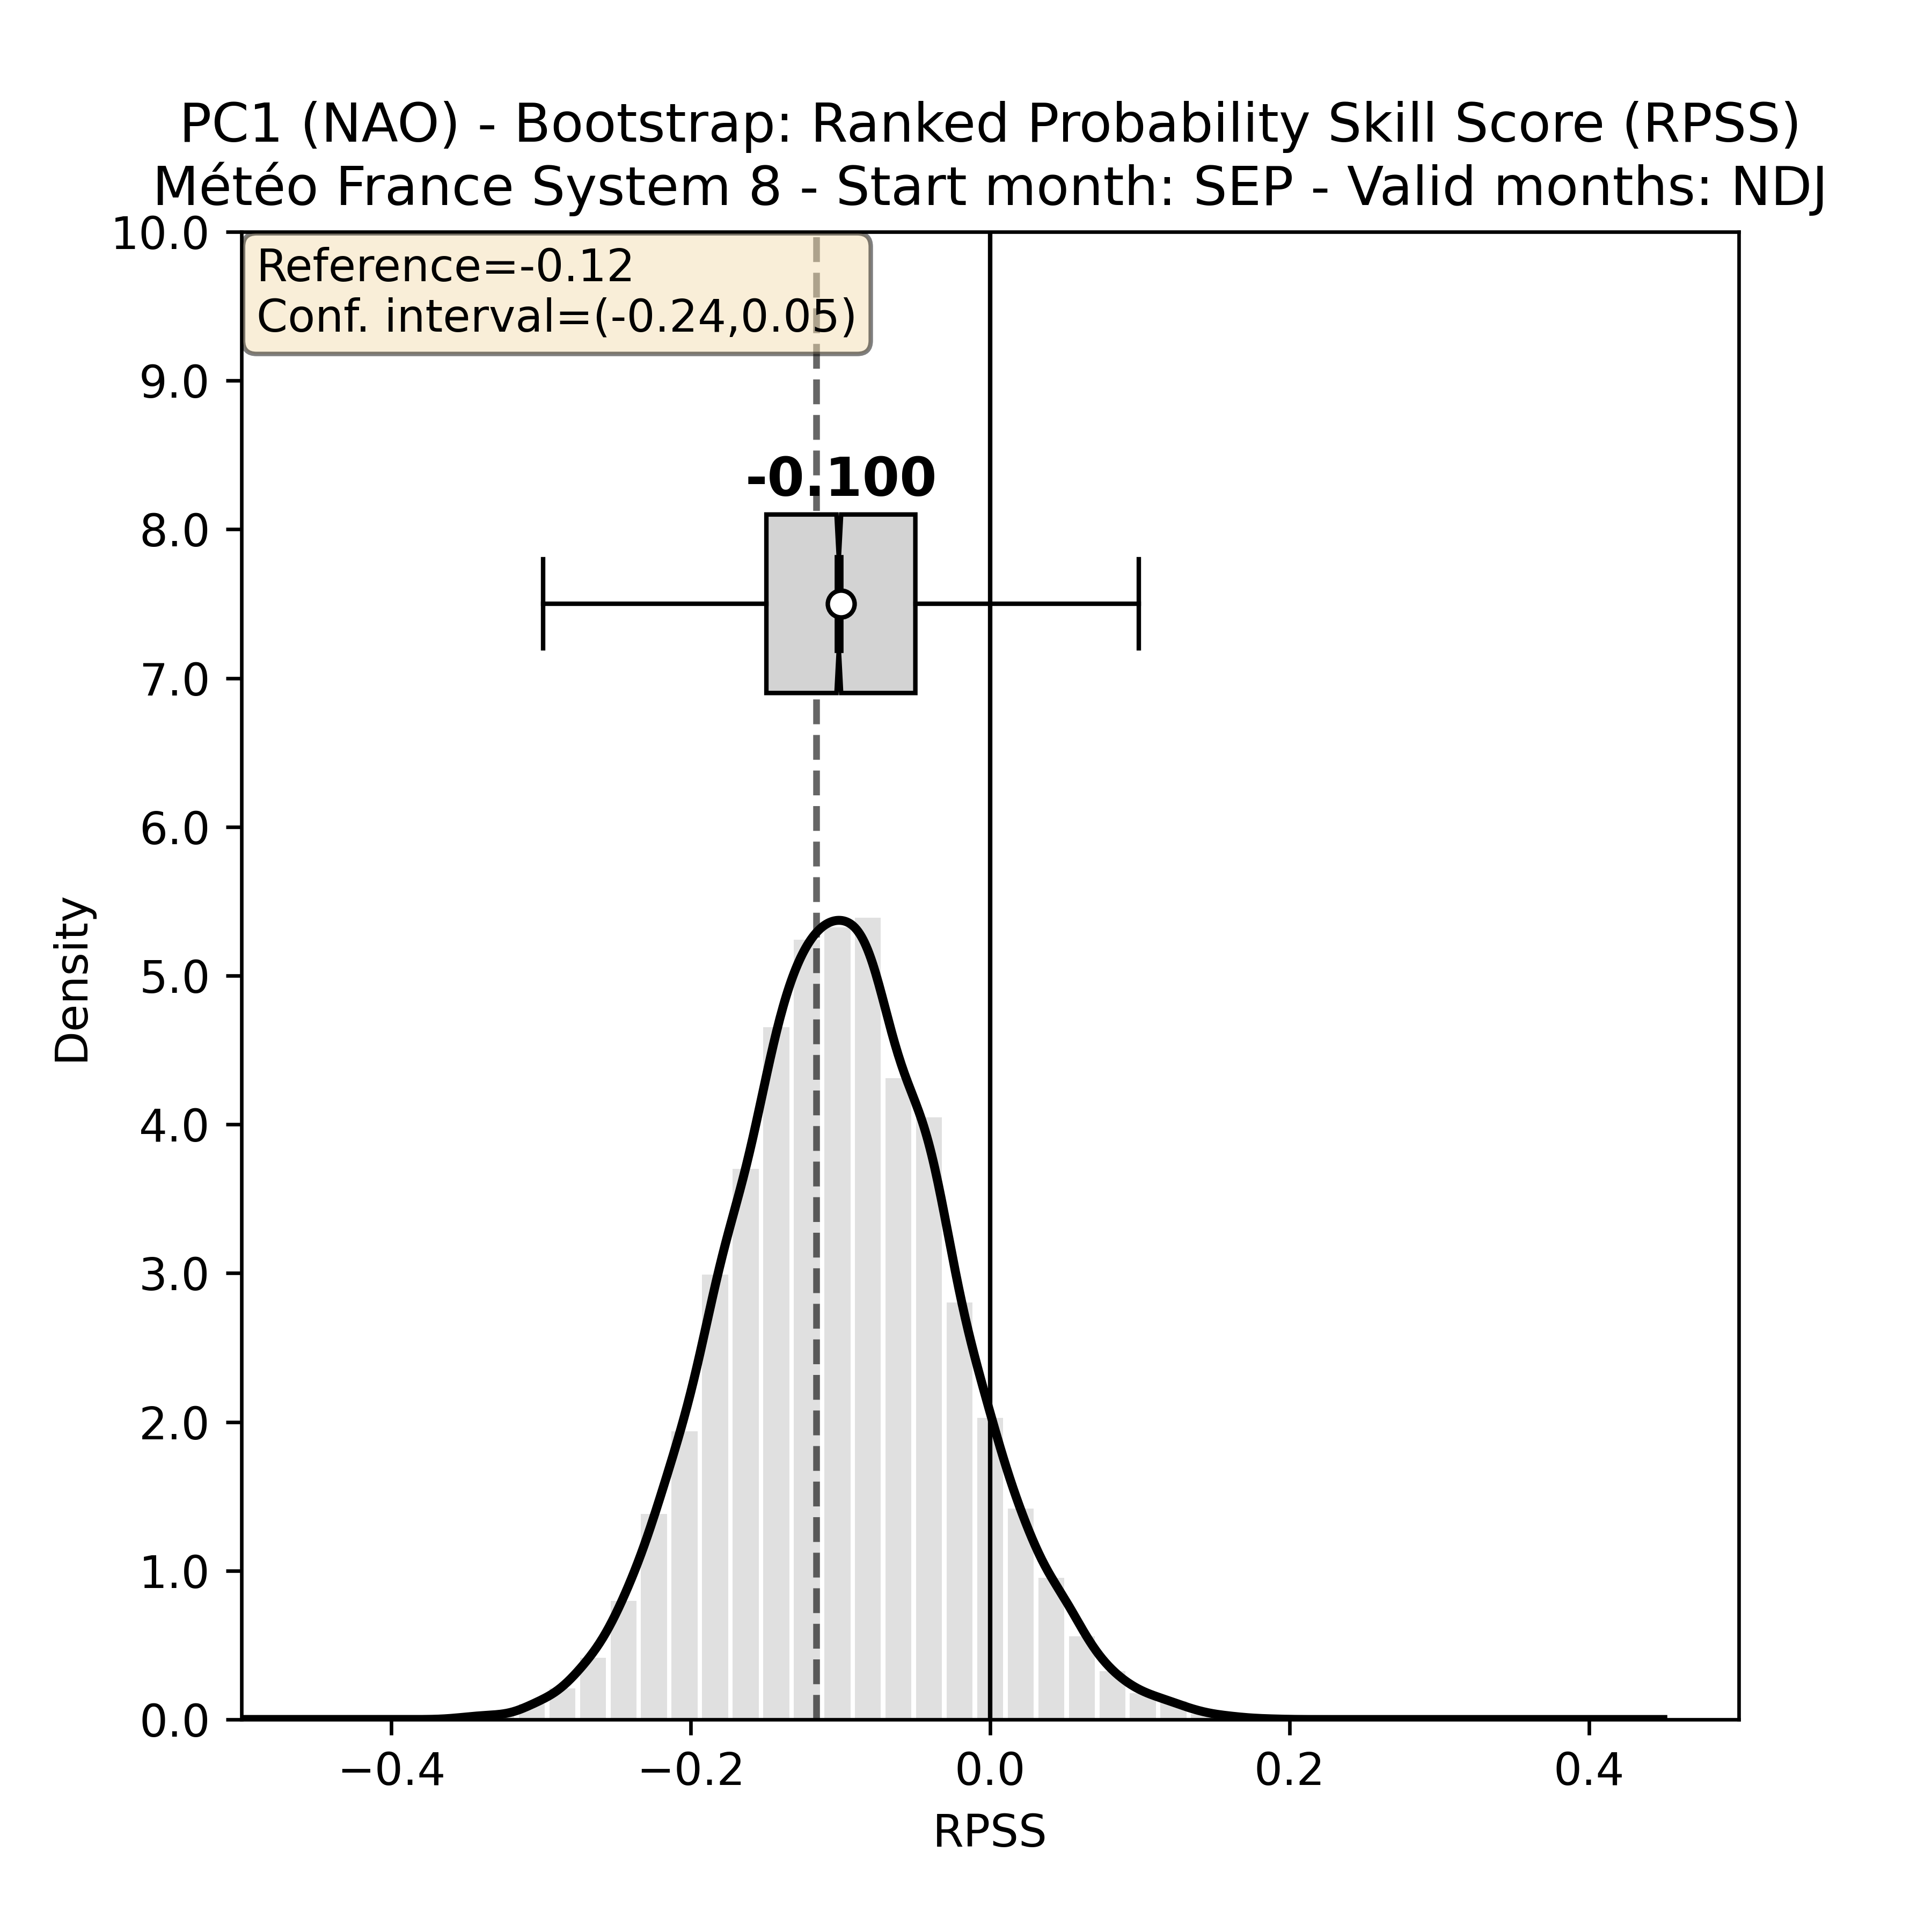 PC1 (NAO) - Bootstrap: Ranked Probability Skill Score (RPSS)
Météo France System 8 - Start month: SEP - Valid months: NDJ
Reference=-0.12
Conf. interval=(-0.24,0.05)
-0.100
10.0
9.0
8.0
7.0
6.0
5.0
4.0
3.0
2.0
1.0
0.0
Density
−0.4
−0.2
0.0
0.2
0.4
RPSS